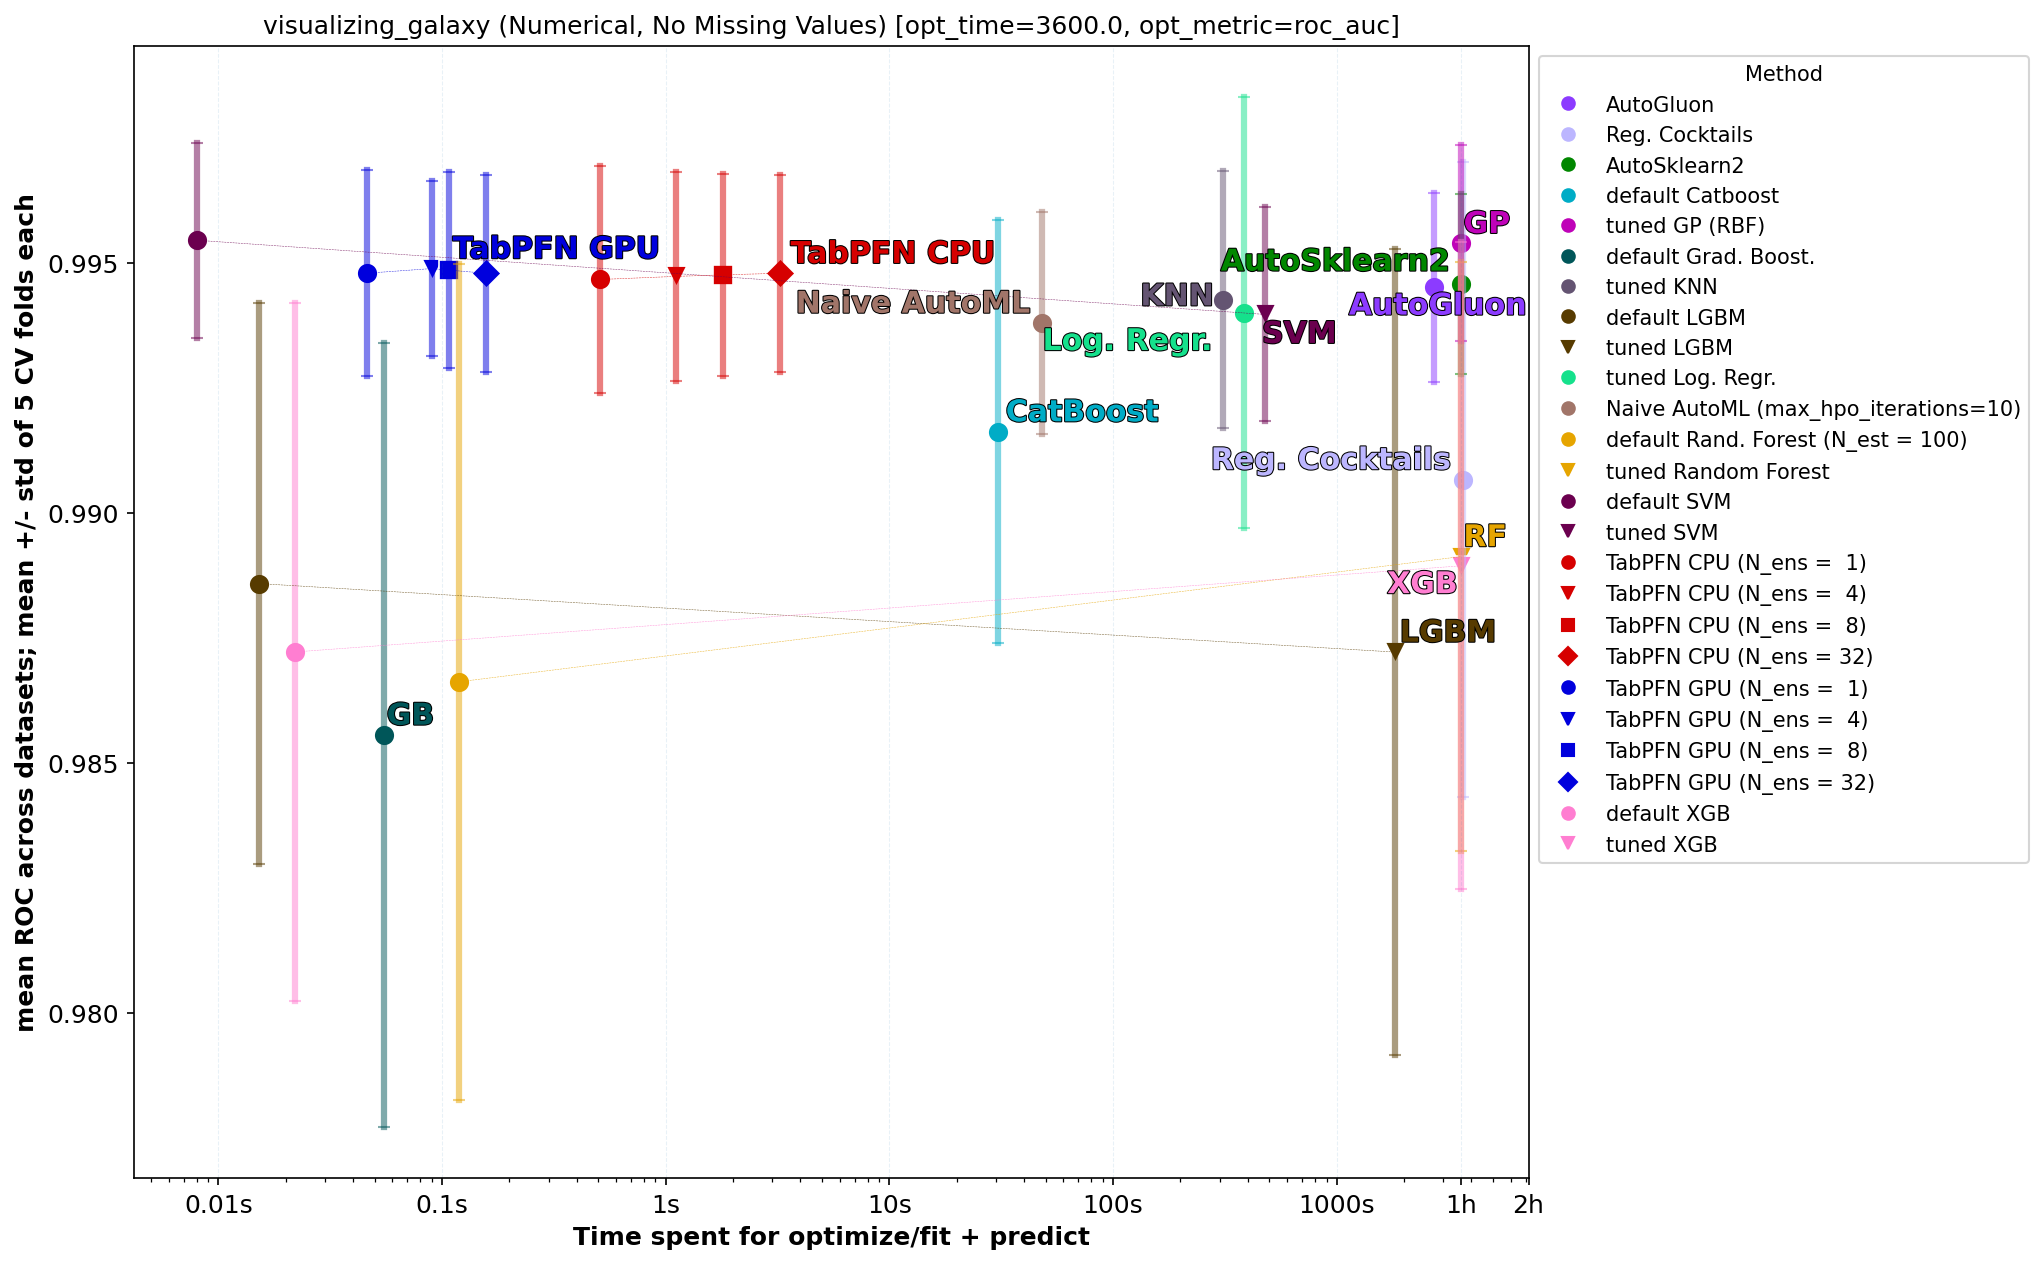 visualizing_galaxy (Numerical, No Missing Values) [opt_time=3600.0, opt_metric=roc_auc]
mean ROC across datasets; mean +/- std of 5 CV folds each
0.995
0.990
0.985
0.980
GP
TabPFN GPU
TabPFN CPU
AutoSklearn2
KNN
Naive AutoML
AutoGluon
SVM
Log. Regr.
CatBoost
Reg. Cocktails
RF
XGB
LGBM
GB
0.01s 0.1s 1s 10s 100s 1000s 1h 2h
Time spent for optimize/fit + predict
Method
AutoGluon
Reg. Cocktails
AutoSklearn2
default Catboost
tuned GP (RBF)
default Grad. Boost.
tuned KNN
default LGBM
tuned LGBM
tuned Log. Regr.
Naive AutoML (max_hpo_iterations=10)
default Rand. Forest (N_est = 100)
tuned Random Forest
default SVM
tuned SVM
TabPFN CPU (N_ens =  1)
TabPFN CPU (N_ens =  4)
TabPFN CPU (N_ens =  8)
TabPFN CPU (N_ens = 32)
TabPFN GPU (N_ens =  1)
TabPFN GPU (N_ens =  4)
TabPFN GPU (N_ens =  8)
TabPFN GPU (N_ens = 32)
default XGB
tuned XGB